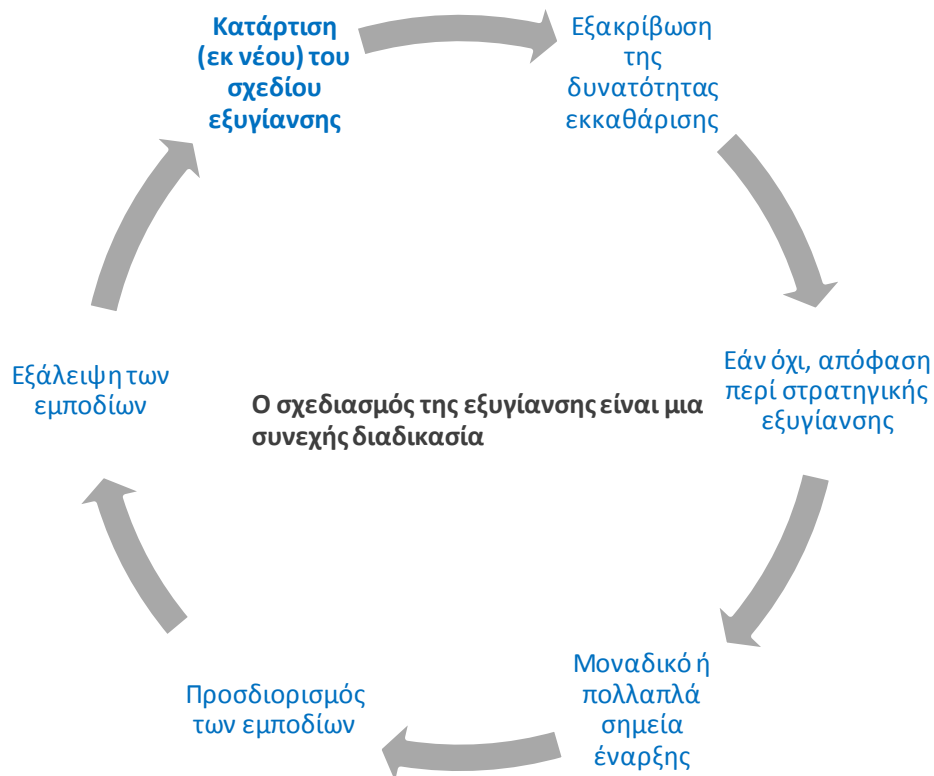 Κατάρτιση
(εκ νέου) του
σχεδίου
εξυγίανσης
Εξακρίβωση
της
δυνατότητας
εκκαθάρισης
Εάν όχι, απόφαση
περί στρατηγικής
εξυγίανσης
Μοναδικό ή
πολλαπλά
σημεία
έναρξης
Προσδιορισμός
των εμποδίων
Εξάλειψη των
εμποδίων
Ο σχεδιασμός της εξυγίανσης είναι μια
συνεχής διαδικασία